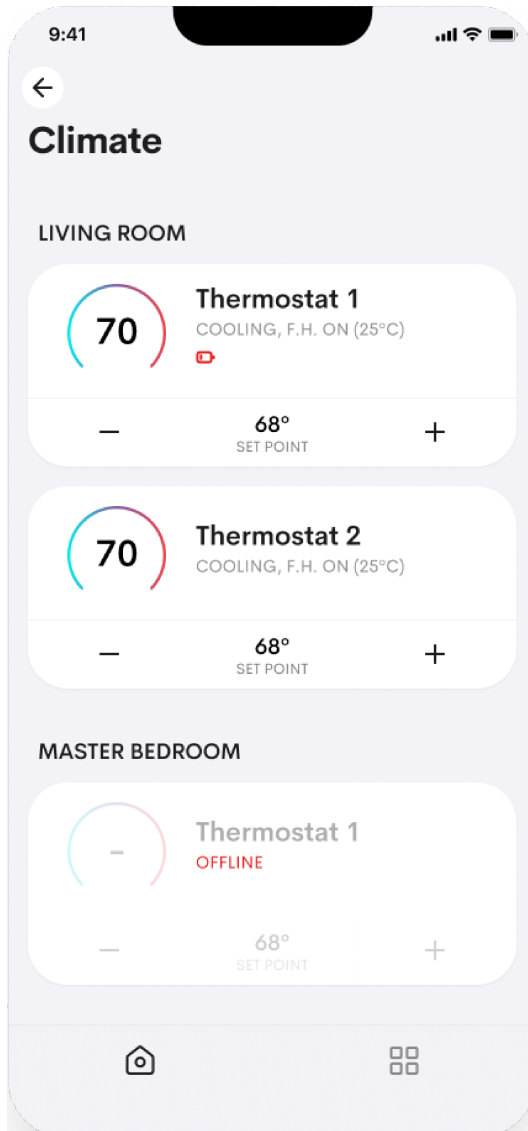 9:41
Climate
LIVING ROOM
70
Thermostat 1
COOLING, F.H. ON (25°C)
68°
SET POINT
70
Thermostat 2
COOLING, F.H. ON (25°C)
68°
SET POINT
MASTER BEDROOM
-
Thermostat 1
OFFLINE
68°
SET POINT